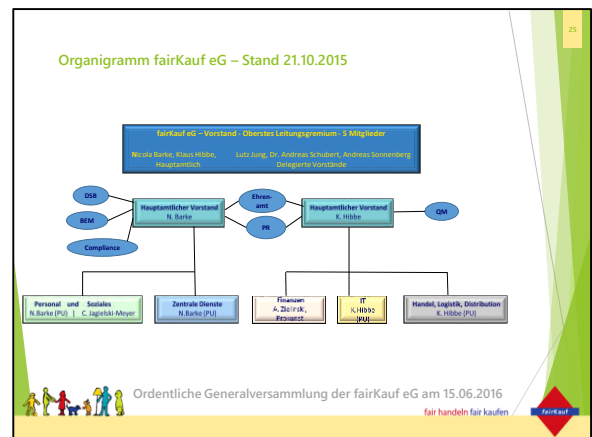 25
Organigramm fairKauf eG – Stand 21.10.2015
fairKauf eG – Vorstand - Oberstes Leitungsgremium - 5 Mitglieder
Nicola Barke, Klaus Hibbe,
Hauptamtlich
Lutz Jung, Dr. Andreas Schubert, Andreas Sonnenberg
Delegierte Vorstände
DSB
BEM
Compliance
Hauptamtlicher Vorstand
N. Barke
Ehren-
amt
PR
Hauptamtlicher Vorstand
K. Hibbe
QM
Personal und Soziales
N.Barke (PU) | C. Jagielski-Meyer
Zentrale Dienste
N.Barke (PU)
Finanzen
A. Zielinski,
Prokurist
IT
K.Hibbe
(PU)
Handel, Logistik, Distribution
K. Hibbe (PU)
Ordentliche Generalversammlung der fairKauf eG am 15.06.2016
fair handeln fair kaufen
fairKauf